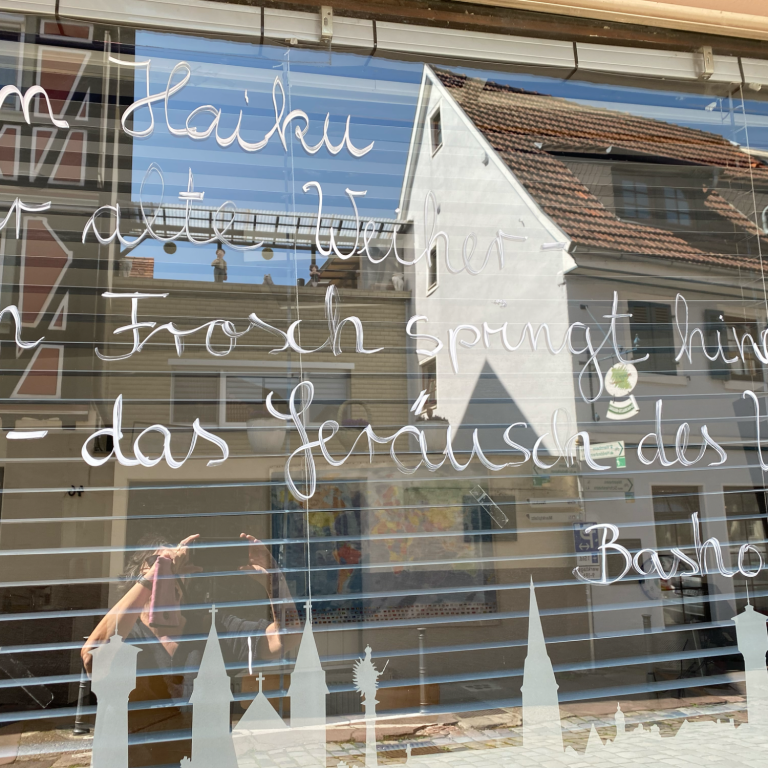 Haiku
alte Weiher -
Frosch springt hin
- das Geräusch des
Basho